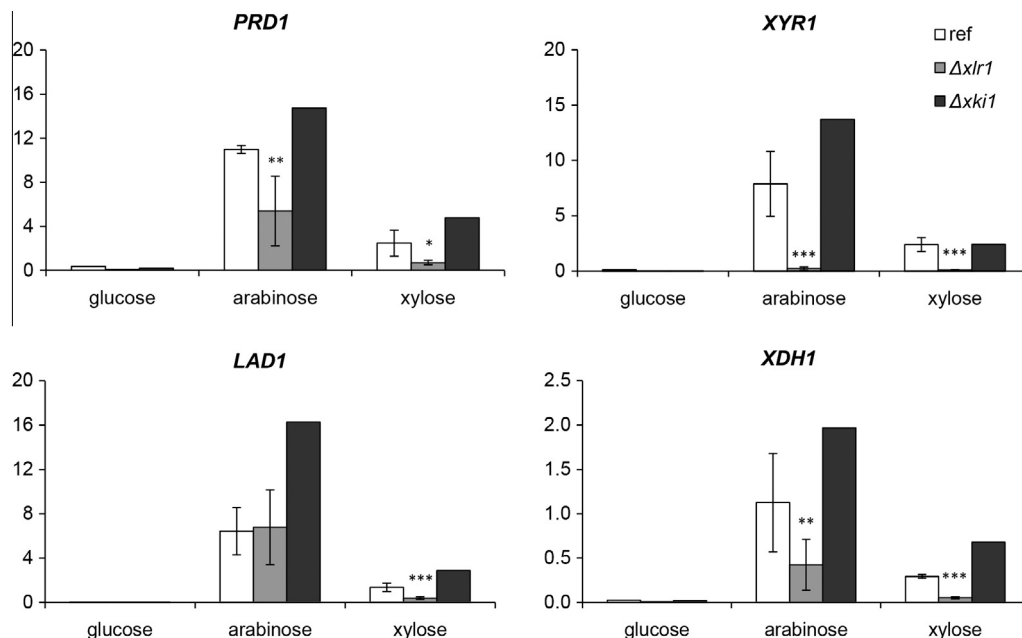 PRD1
20
16
12
8
4
0
**
*
glucose arabinose xylose
XYR1
20
15
10
5
0
***
***
glucose arabinose xylose
ref
Δxlr1
Δxki1
LAD1
20
16
12
8
4
0
***
glucose arabinose xylose
XDH1
2.5
2.0
1.5
1.0
0.5
0.0
**
***
glucose arabinose xylose